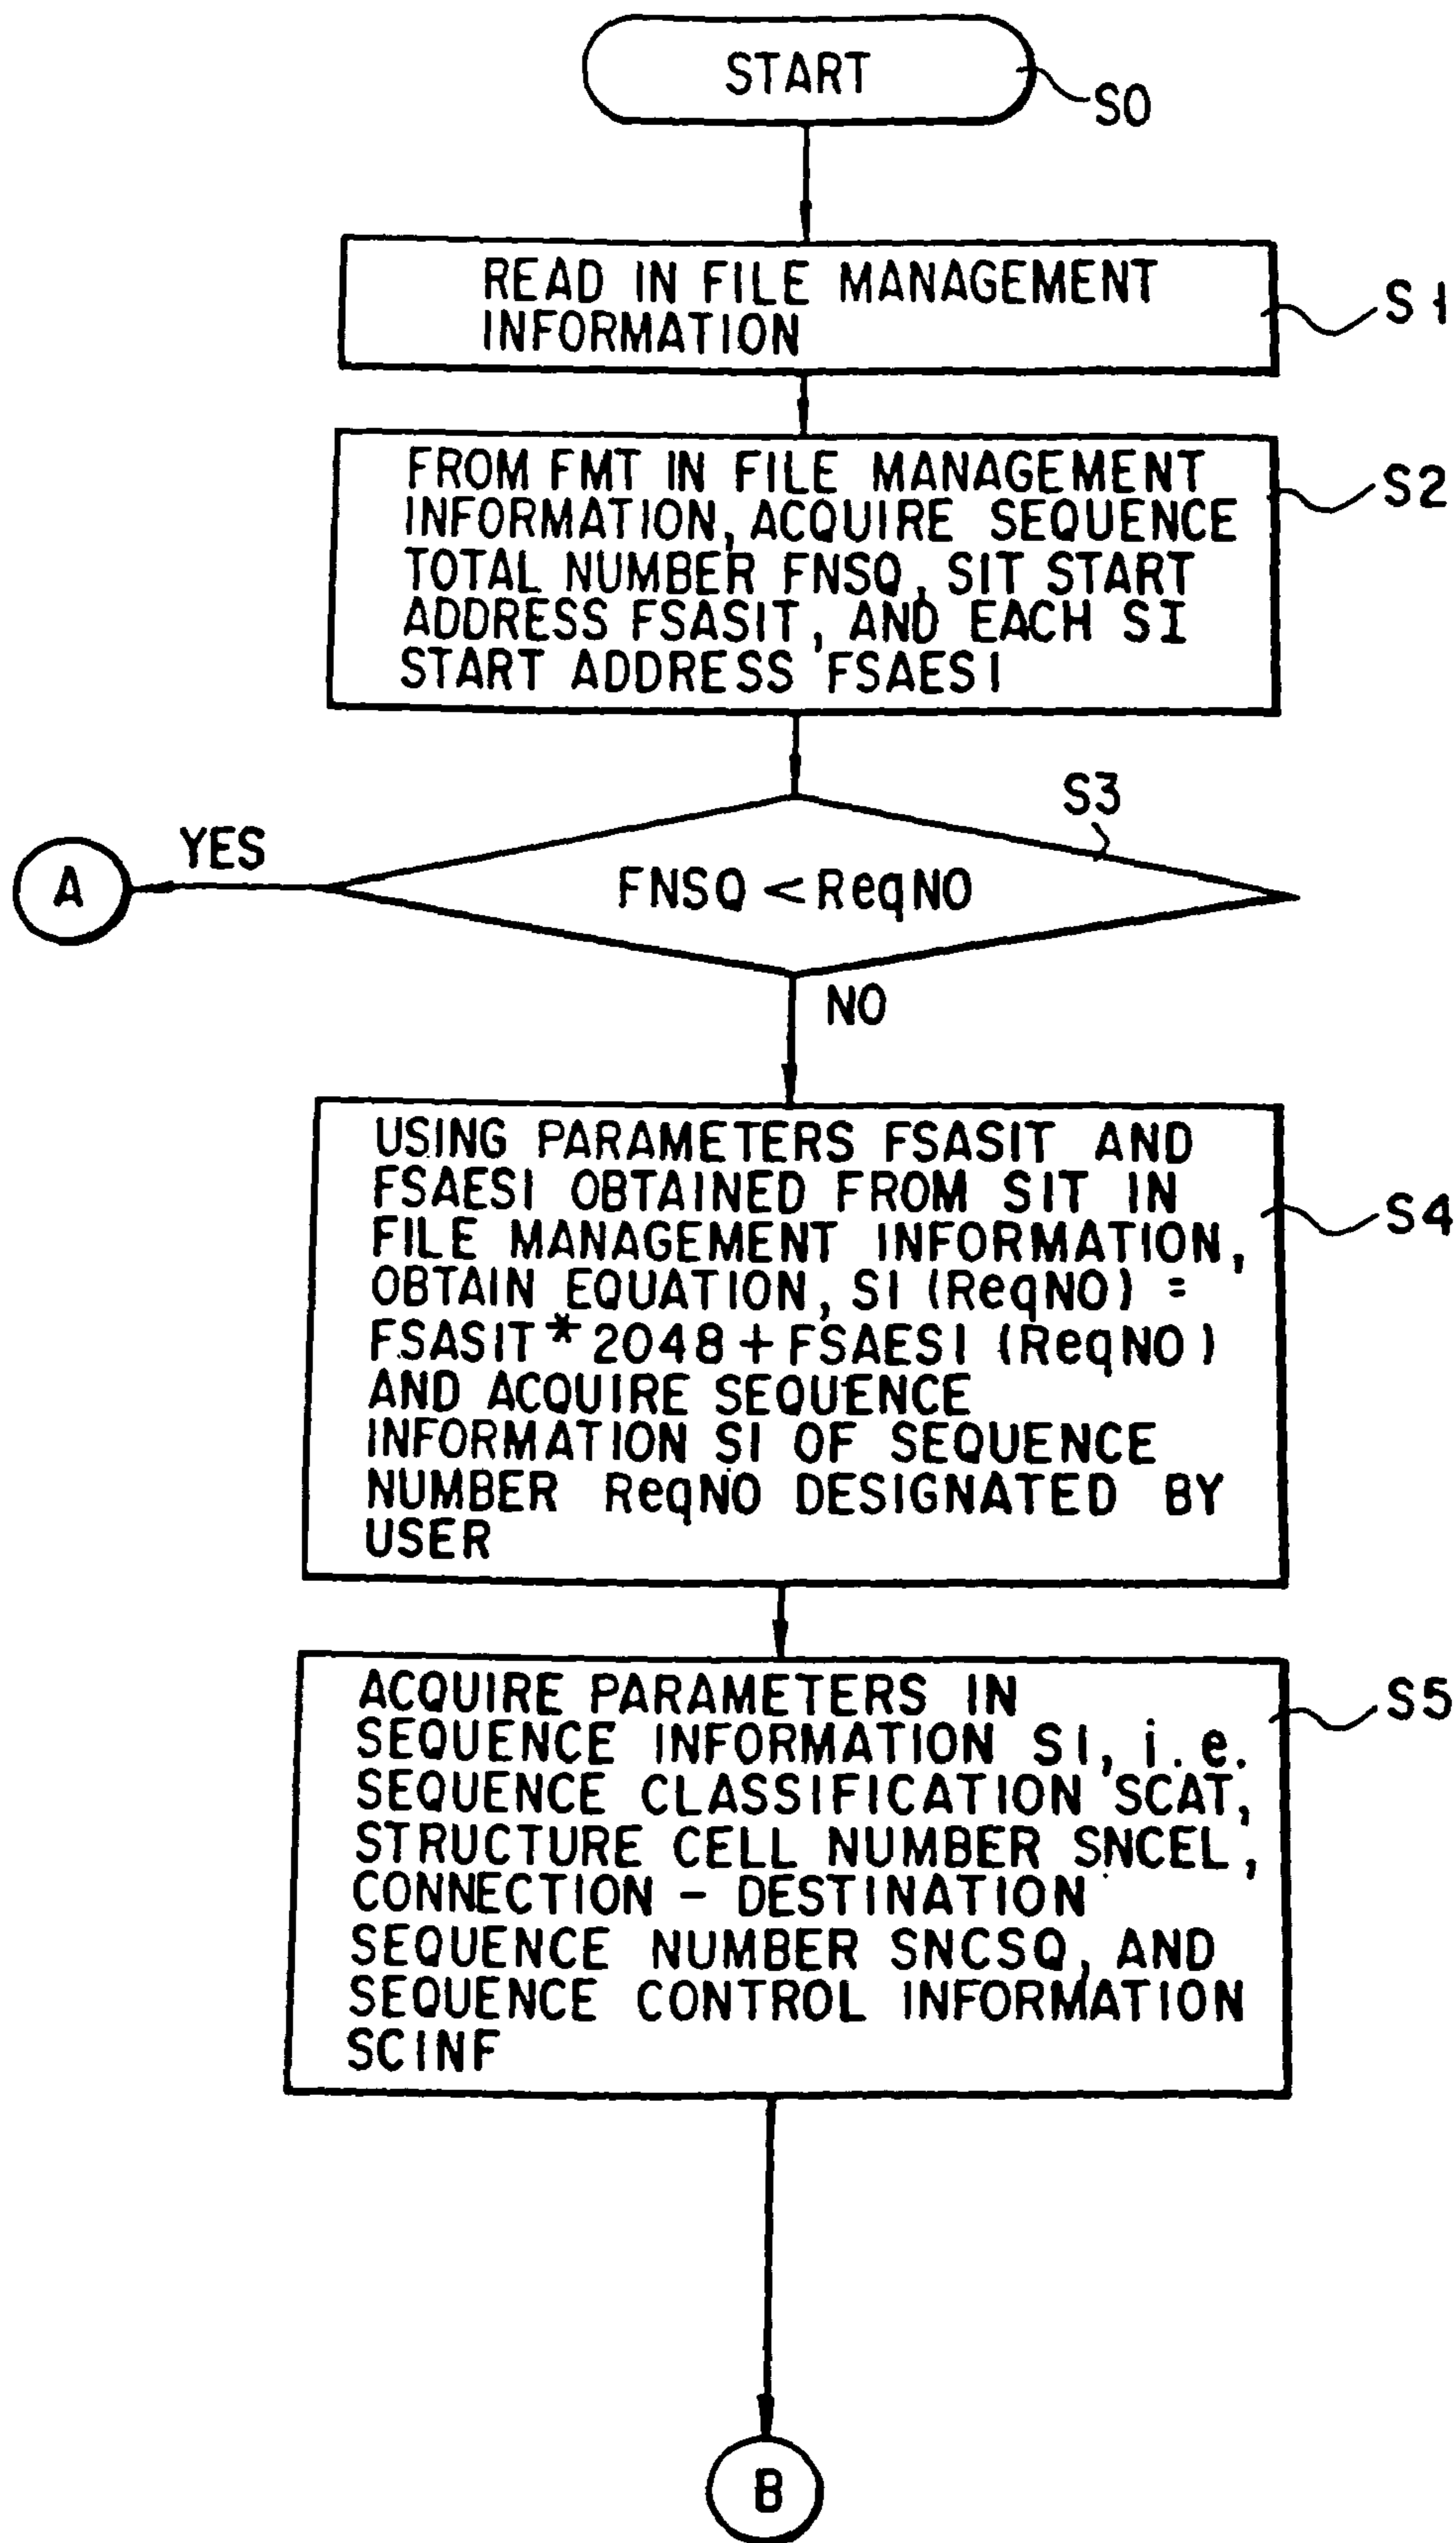 START
S0
READ IN FILE MANAGEMENT
INFORMATION
S1
FROM FMT IN FILE MANAGEMENT
INFORMATION, ACQUIRE SEQUENCE
TOTAL NUMBER FNSQ, SIT START
ADDRESS FSASIT, AND EACH SI
START ADDRESS FSAESI
S2
S3
FNSQ < ReqNO
YES
A
NO
USING PARAMETERS FSASIT AND
FSAESI OBTAINED FROM SIT IN
FILE MANAGEMENT INFORMATION,
OBTAIN EQUATION, SI (ReqNO) =
FSASIT * 2048 + FSAESI (ReqNO)
AND ACQUIRE SEQUENCE
INFORMATION SI OF SEQUENCE
NUMBER ReqNO DESIGNATED BY
USER
S4
ACQUIRE PARAMETERS IN
SEQUENCE INFORMATION SI, i.e.
SEQUENCE CLASSIFICATION SCAT,
STRUCTURE CELL NUMBER SNCEL,
CONNECTION - DESTINATION
SEQUENCE NUMBER SNCSQ, AND
SEQUENCE CONTROL INFORMATION
SCINF
S5
B